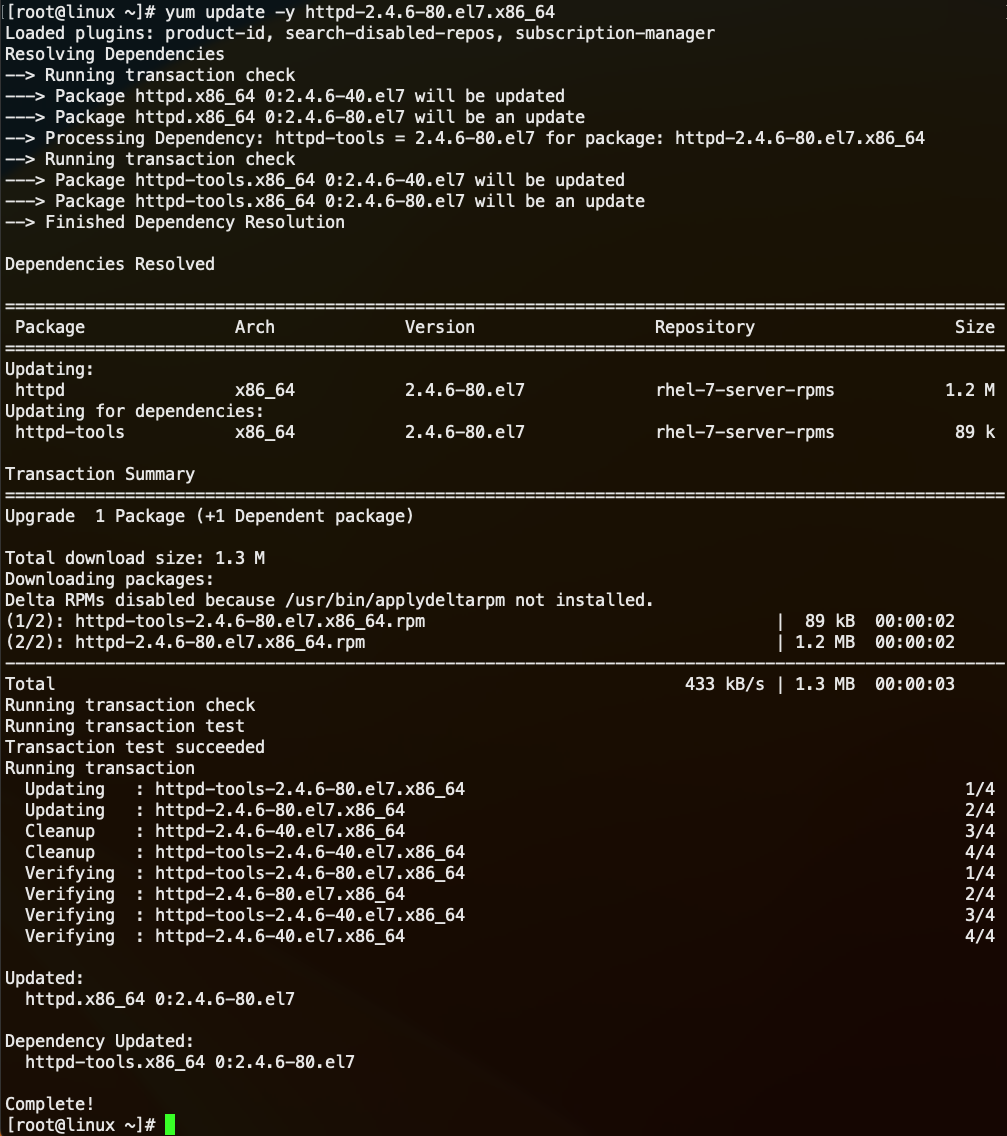 [root@linux ~]# yum update -y httpd-2.4.6-80.el7.x86_64
Loaded plugins: product-id, search-disabled-repos, subscription-manager
Resolving Dependencies
--> Running transaction check
---> Package httpd.x86_64 0:2.4.6-40.el7 will be updated
---> Package httpd.x86_64 0:2.4.6-80.el7 will be an update
--> Processing Dependency: httpd-tools = 2.4.6-80.el7 for package: httpd-2.4.6-80.el7.x86_64
--> Running transaction check
---> Package httpd-tools.x86_64 0:2.4.6-40.el7 will be updated
---> Package httpd-tools.x86_64 0:2.4.6-80.el7 will be an update
--> Finished Dependency Resolution

Dependencies Resolved

====================================================================================================
 Package               Arch             Version                  Repository                    Size
====================================================================================================
Updating:
 httpd                 x86_64           2.4.6-80.el7             rhel-7-server-rpms           1.2 M
Updating for dependencies:
 httpd-tools           x86_64           2.4.6-80.el7             rhel-7-server-rpms            89 k

Transaction Summary
====================================================================================================
Upgrade  1 Package (+1 Dependent package)

Total download size: 1.3 M
Downloading packages:
Delta RPMs disabled because /usr/bin/applydeltarpm not installed.
(1/2): httpd-tools-2.4.6-80.el7.x86_64.rpm                                   |  89 kB  00:00:02
(2/2): httpd-2.4.6-80.el7.x86_64.rpm                                         | 1.2 MB  00:00:02
----------------------------------------------------------------------------------------------------
Total                                                               433 kB/s | 1.3 MB  00:00:03
Running transaction check
Running transaction test
Transaction test succeeded
Running transaction
  Updating   : httpd-tools-2.4.6-80.el7.x86_64                                                  1/4
  Updating   : httpd-2.4.6-80.el7.x86_64                                                        2/4
  Cleanup    : httpd-2.4.6-40.el7.x86_64                                                        3/4
  Cleanup    : httpd-tools-2.4.6-40.el7.x86_64                                                  4/4
  Verifying  : httpd-tools-2.4.6-80.el7.x86_64                                                  1/4
  Verifying  : httpd-2.4.6-80.el7.x86_64                                                        2/4
  Verifying  : httpd-tools-2.4.6-40.el7.x86_64                                                  3/4
  Verifying  : httpd-2.4.6-40.el7.x86_64                                                        4/4

Updated:
  httpd.x86_64 0:2.4.6-80.el7

Dependency Updated:
  httpd-tools.x86_64 0:2.4.6-80.el7

Complete!
[root@linux ~]#